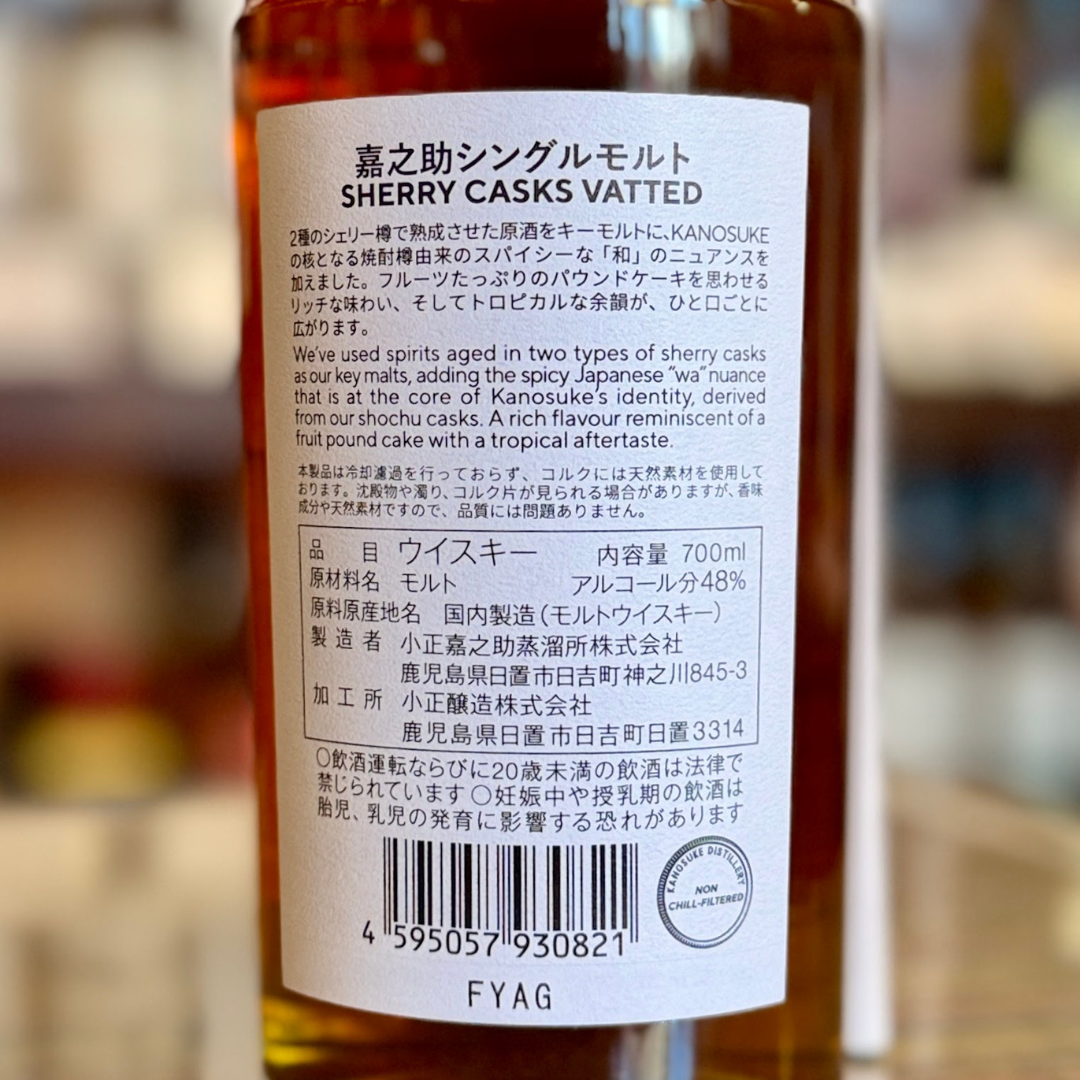 嘉之助シングルモルト
SHERRY CASKS VATTED
2種のシェリー樽で熟成させた原酒をキーモルトに、KANOSUKE
の核となる焼酎樽由来のスパイシーな「和」のニュアンスを
加えました。フルーツたっぷりのパウンドケーキを思わせる
リッチな味わい、そしてトロピカルな余韻が、ひと口ごとに
広がります。
We've used spirits aged in two types of sherry casks
as our key malts, adding the spicy Japanese "wa" nuance
that is at the core of Kanosuke's identity, derived
from our shochu casks. A rich flavour reminiscent of a
fruit pound cake with a tropical aftertaste.
本製品は冷却濾過を行っておらず、コルクには天然素材を使用して
おります。沈殿物や濁り、コルク片が見られる場合がありますが、香味
成分や天然素材ですので、品質には問題ありません。
品目 ウイスキー 内容量 700ml
原材料名 モルト アルコール分48%
原料原産地名 国内製造（モルトウイスキー）
製造者 小正嘉之助蒸溜所株式会社
鹿児島県日置市日吉町神之川845-3
加工所 小正醸造株式会社
鹿児島県日置市日吉町日置3314
○飲酒運転ならびに20歳未満の飲酒は法律で
禁じられています ○妊娠中や授乳期の飲酒は
胎児、乳児の発育に影響する恐れがあります
KANOSUKE DISTILLERY
NON
CHILL-FILTERED
4 595057 930821
FYAG